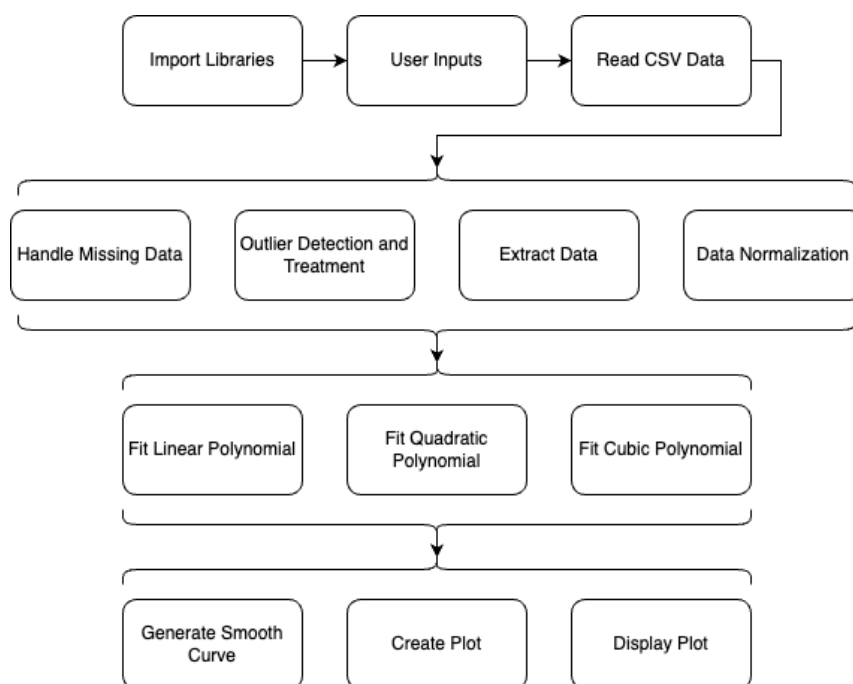 Import Libraries
User Inputs
Read CSV Data
Handle Missing Data
Outlier Detection and
Treatment
Extract Data
Data Normalization
Fit Linear Polynomial
Fit Quadratic
Polynomial
Fit Cubic Polynomial
Generate Smooth
Curve
Create Plot
Display Plot